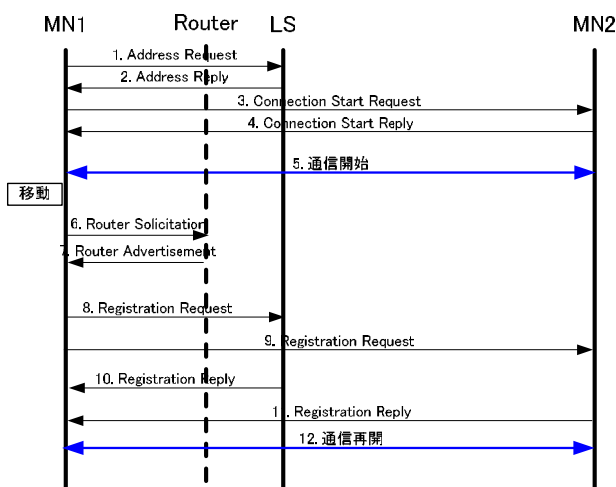 MN1 Router LS MN2
1. Address Request
2. Address Reply
3. Connection Start Request
4. Connection Start Reply
5. 通信開始
移動
6. Router Solicitation
7. Router Advertisement
8. Registration Request
9. Registration Request
10. Registration Reply
11. Registration Reply
12. 通信再開